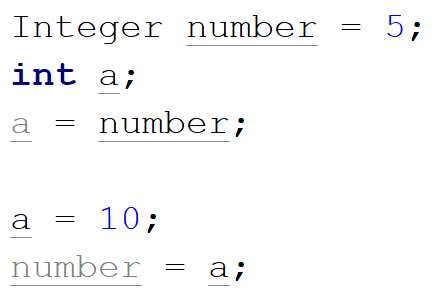 Integer number = 5;
int a;
a = number;
a = 10;
number = a;